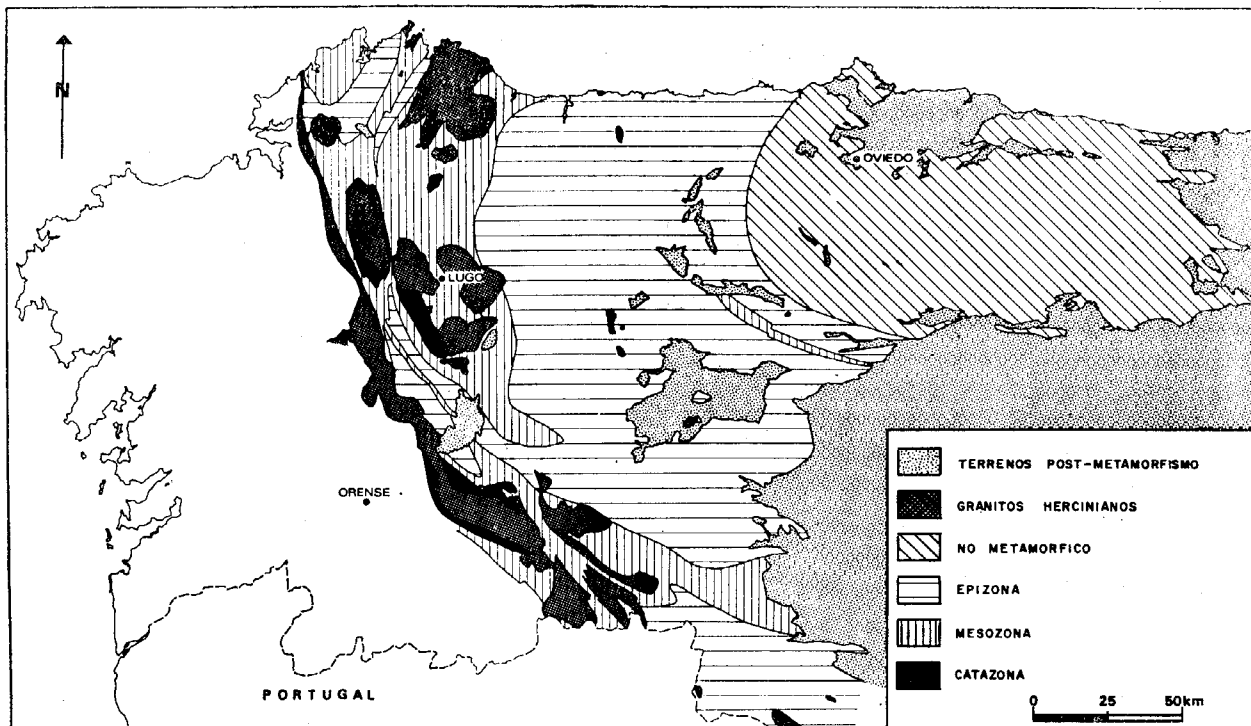 N
OVIEDO
LUGO
ORENSE
PORTUGAL
TERRENOS POST-METAMORFISMO
GRANITOS HERCINIANOS
NO METAMORFICO
EPIZONA
MESOZONA
CATAZONA
0 25 50km